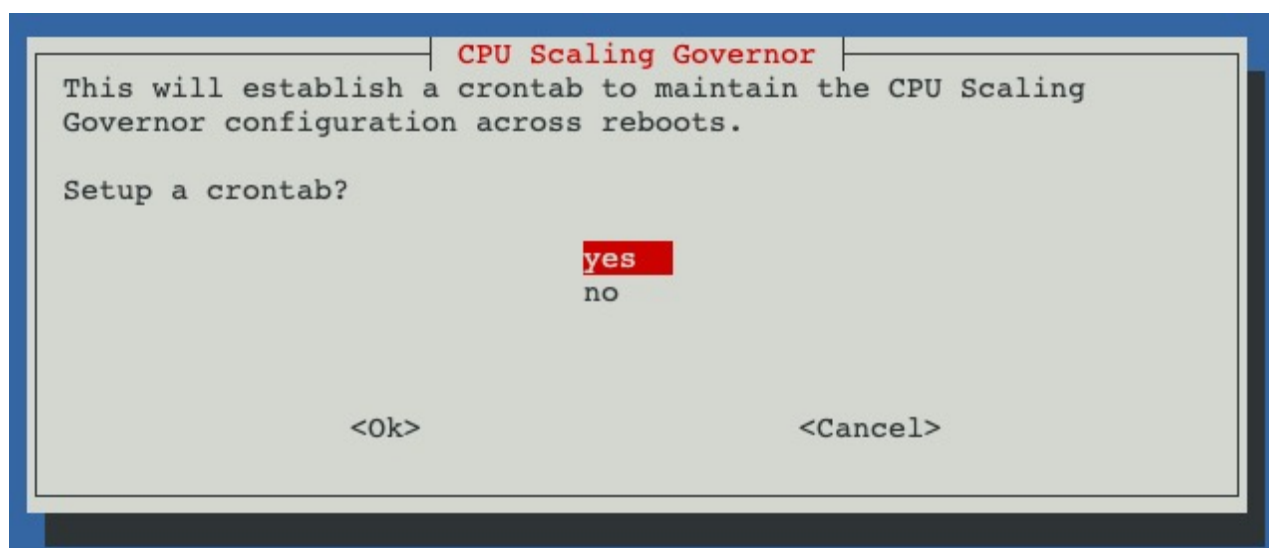 CPU Scaling Governor
This will establish a crontab to maintain the CPU Scaling
Governor configuration across reboots.
Setup a crontab?
yes
no
<Ok> <Cancel>